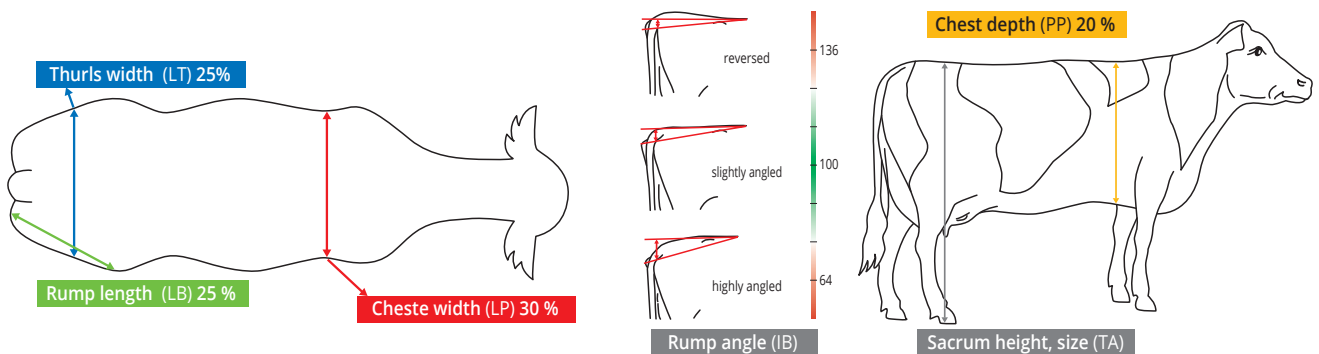 Thurls width (LT) 25%
Rump length (LB) 25 %
Cheste width (LP) 30 %
reversed
slightly angled
highly angled
136
100
64
Rump angle (IB)
Chest depth (PP) 20 %
Sacrum height, size (TA)